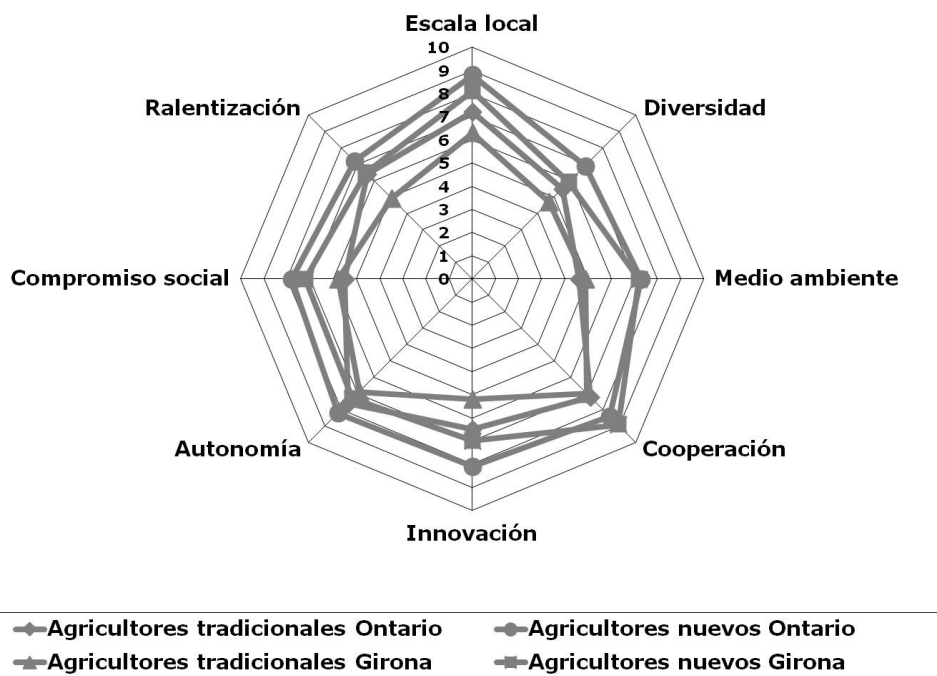 Escala local
10
9
Ralentización
Diversidad
8
7
6
5
4
3
2
1
Compromiso social
0
Medio ambiente
Autonomía
Cooperación
Innovación
Agricultores tradicionales Ontario
Agricultores nuevos Ontario
Agricultores tradicionales Girona
Agricultores nuevos Girona